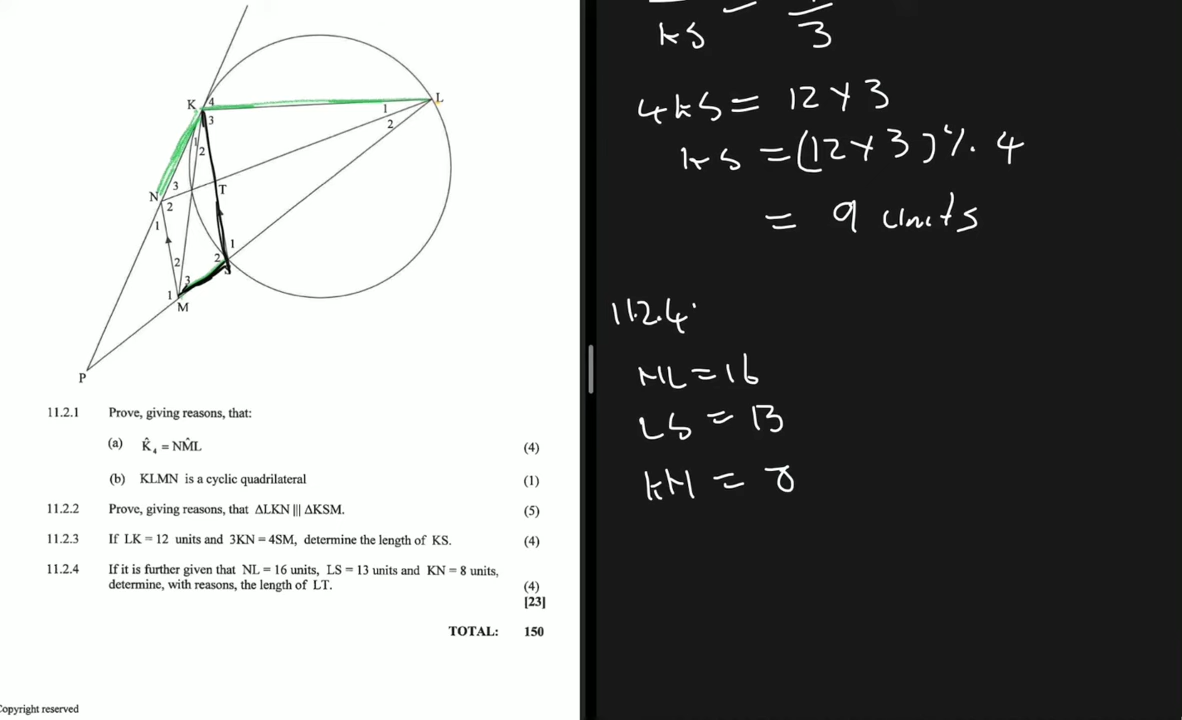 K
4
L
3
1
2
1
2
N
3
T
2
1
1
2
2
3
1
M
P
11.2.1 Prove, giving reasons, that:
(a) K̂₄ = NM̂L (4)
(b) KLMN is a cyclic quadrilateral (1)
11.2.2 Prove, giving reasons, that ΔLKN ||| ΔKSM. (5)
11.2.3 If LK = 12 units and 3KN = 4SM, determine the length of KS. (4)
11.2.4 If it is further given that NL = 16 units, LS = 13 units and KN = 8 units,
determine, with reasons, the length of LT. (4)
[23]
TOTAL: 150
Copyright reserved
KS = 3
4KS = 12 × 3
KS = (12 × 3) ÷ 4
= 9 units
11.2.4
NL = 16
LS = 13
KN = 8